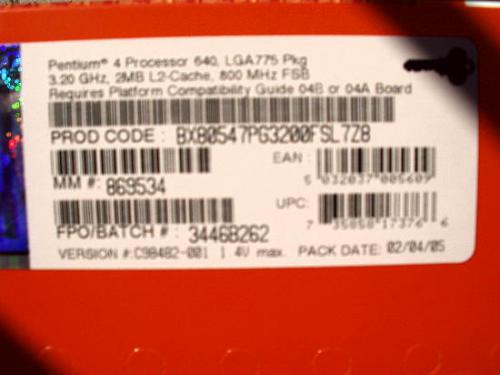 Pentium® 4 Processor 640, LGA775 Pkg
3.20 GHz, 2MB L2-Cache, 800 MHz FSB
Requires Platform Compatibility Guide 04B or 04A Board
PROD CODE : BX80547PG3200FSL7Z8
EAN :
5 032037 005609
MM #: 869534
UPC:
7 35858 17376 6
FPO/BATCH # : 3446B262
VERSION #:C98482-001 1.4V max. PACK DATE: 02/04/05